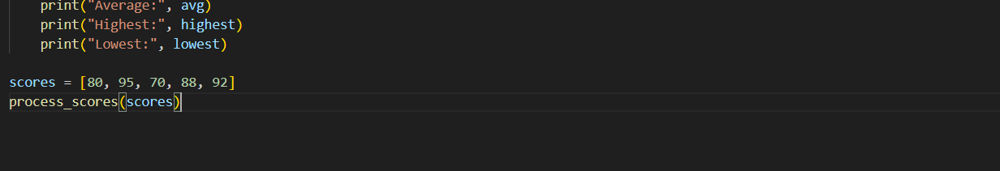 print("Average:", avg)
print("Highest:", highest)
print("Lowest:", lowest)
scores = [80, 95, 70, 88, 92]
process_scores(scores)